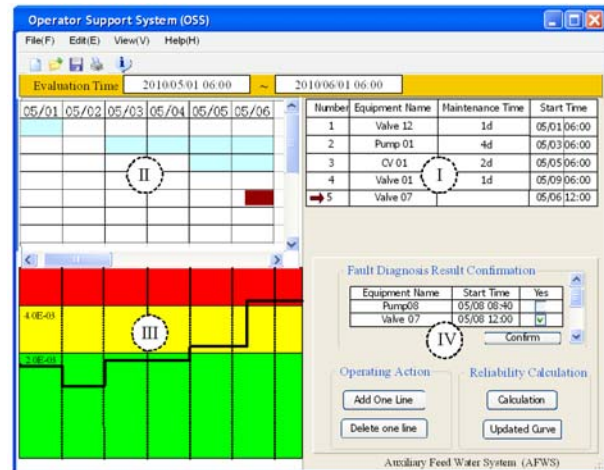 Operator Support System (OSS)
File(F) Edit(E) View(V) Help(H)
Evaluation Time 2010/05/01 06:00 ~ 2010/06/01 06:00
05/01 05/02 05/03 05/04 05/05 05/06
II
Number Equipment Name Maintenance Time Start Time
1 Valve 12 1d 05/01 06:00
2 Pump 01 4d 05/03 06:00
3 CV 01 2d 05/05 06:00
4 Valve 01 1d 05/09 06:00
5 Valve 07 05/06 12:00
I
4.0E-03
III
2.0E-03
Fault Diagnosis Result Confirmation
Equipment Name Start Time Yes
Pump08 05/08 08:40
Valve 07 05/08 12:00
IV
Confirm
Operating Action
Add One Line
Delete one line
Reliability Calculation
Calculation
Updated Curve
Auxiliary Feed Water System (AFWS)